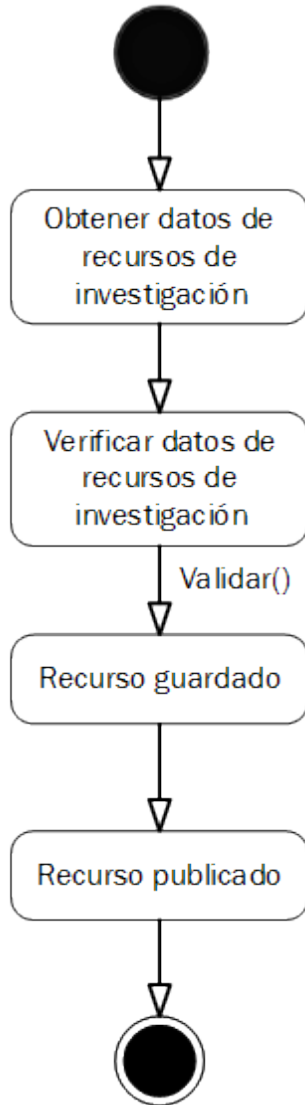 Obtener datos de
recursos de
investigación
Verificar datos de
recursos de
investigación
Validar()
Recurso guardado
Recurso publicado